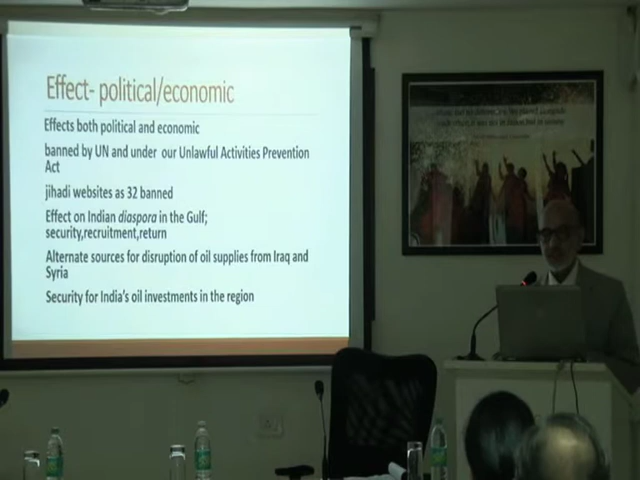 Effect- political/economic
Effects both political and economic
banned by UN and under our Unlawful Activities Prevention
Act
jihadi websites as 32 banned
Effect on Indian diaspora in the Gulf;
security,recruitment,return
Alternate sources for disruption of oil supplies from Iraq and
Syria
Security for India's oil investments in the region